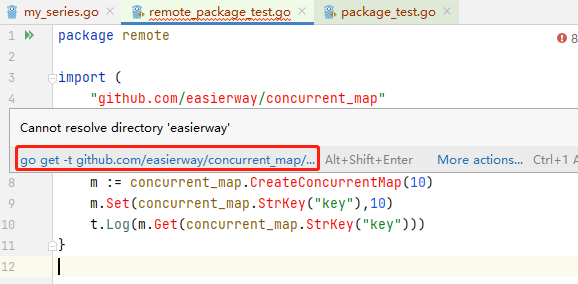 my_series.go
remote_package_test.go
package_test.go
1 package remote
8
2
3 import (
4 "github.com/easierway/concurrent_map"
Cannot resolve directory 'easierway'
go get -t github.com/easierway/concurrent_map/... Alt+Shift+Enter More actions... Ctrl+1 A
8 m := concurrent_map.CreateConcurrentMap(10)
9 m.Set(concurrent_map.StrKey("key"),10)
10 t.Log(m.Get(concurrent_map.StrKey("key")))
11 }
12